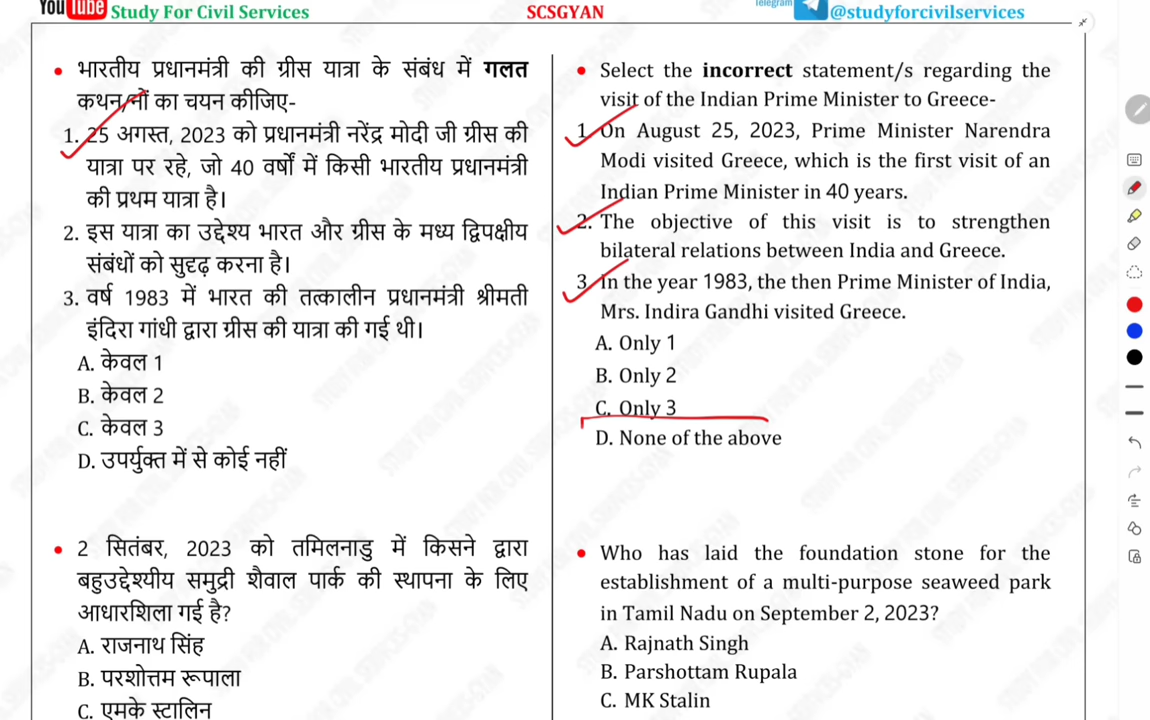 You Tube Study For Civil Services
SCSGYAN
Telegram
@studyforcivilservices
• भारतीय प्रधानमंत्री की ग्रीस यात्रा के संबंध में गलत
कथन/नों का चयन कीजिए-
1. 25 अगस्त, 2023 को प्रधानमंत्री नरेंद्र मोदी जी ग्रीस की
यात्रा पर रहे, जो 40 वर्षों में किसी भारतीय प्रधानमंत्री
की प्रथम यात्रा है।
2. इस यात्रा का उद्देश्य भारत और ग्रीस के मध्य द्विपक्षीय
संबंधों को सुदृढ़ करना है।
3. वर्ष 1983 में भारत की तत्कालीन प्रधानमंत्री श्रीमती
इंदिरा गांधी द्वारा ग्रीस की यात्रा की गई थी।
A. केवल 1
B. केवल 2
C. केवल 3
D. उपर्युक्त में से कोई नहीं
• 2 सितंबर, 2023 को तमिलनाडु में किसने द्वारा
बहुउद्देश्यीय समुद्री शैवाल पार्क की स्थापना के लिए
आधारशिला गई है?
A. राजनाथ सिंह
B. परशोत्तम रूपाला
C. एमके स्टालिन
• Select the incorrect statement/s regarding the
visit of the Indian Prime Minister to Greece-
1. On August 25, 2023, Prime Minister Narendra
Modi visited Greece, which is the first visit of an
Indian Prime Minister in 40 years.
2. The objective of this visit is to strengthen
bilateral relations between India and Greece.
3. In the year 1983, the then Prime Minister of India,
Mrs. Indira Gandhi visited Greece.
A. Only 1
B. Only 2
C. Only 3
D. None of the above
• Who has laid the foundation stone for the
establishment of a multi-purpose seaweed park
in Tamil Nadu on September 2, 2023?
A. Rajnath Singh
B. Parshottam Rupala
C. MK Stalin